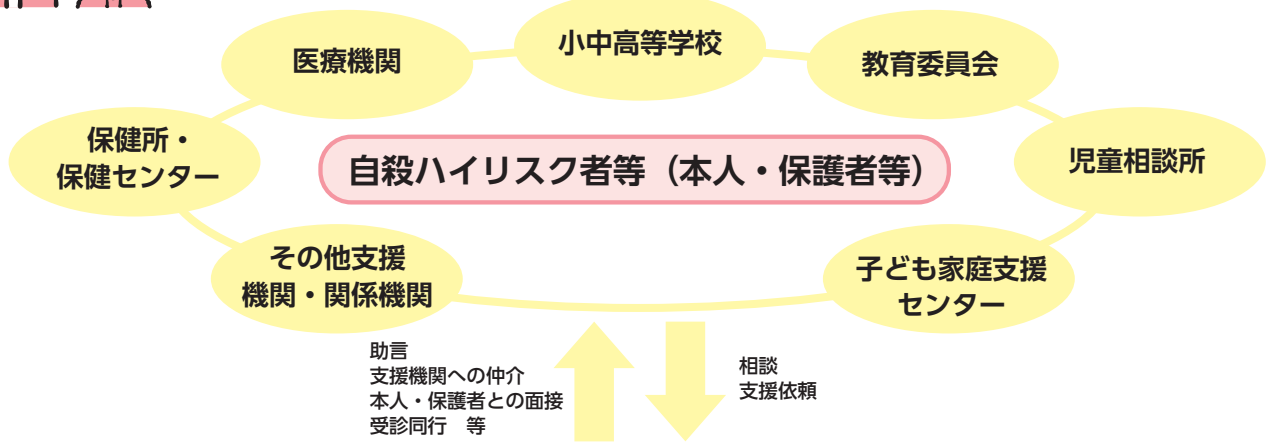 小中高等学校
医療機関
教育委員会
保健所・
保健センター
自殺ハイリスク者等（本人・保護者等）
児童相談所
その他支援
機関・関係機関
子ども家庭支援
センター
助言
支援機関への仲介
本人・保護者との面接
受診同行　等
相談
支援依頼